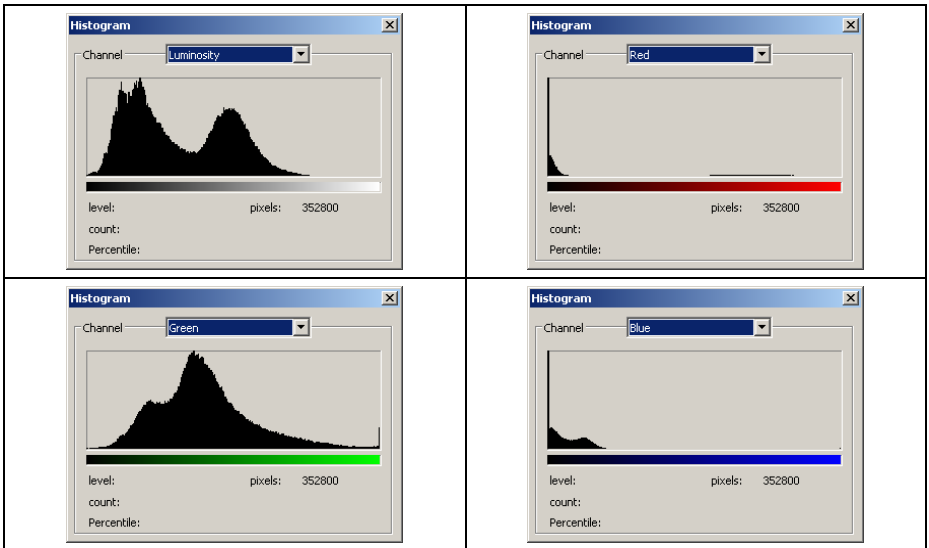 Histogram
Channel Luminosity
level: pixels: 352800
count:
Percentile:
Histogram
Channel Red
level: pixels: 352800
count:
Percentile:
Histogram
Channel Green
level: pixels: 352800
count:
Percentile:
Histogram
Channel Blue
level: pixels: 352800
count:
Percentile: